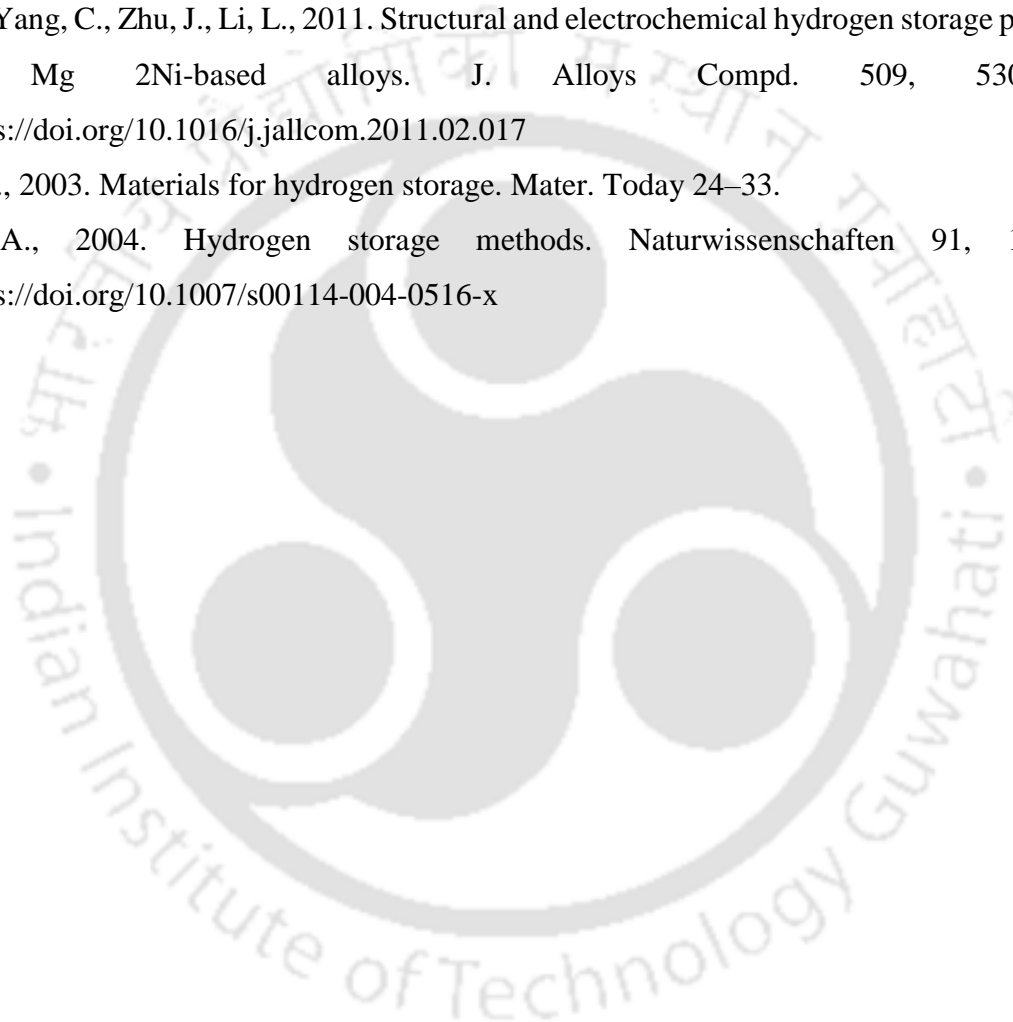 Yang, C., Zhu, J., Li, L., 2011. Structural and electrochemical hydrogen storage p
Mg 2Ni-based alloys. J. Alloys Compd. 509, 530
s://doi.org/10.1016/j.jallcom.2011.02.017
., 2003. Materials for hydrogen storage. Mater. Today 24–33.
A., 2004. Hydrogen storage methods. Naturwissenschaften 91,
s://doi.org/10.1007/s00114-004-0516-x
Indian Institute of Technology Guwahati